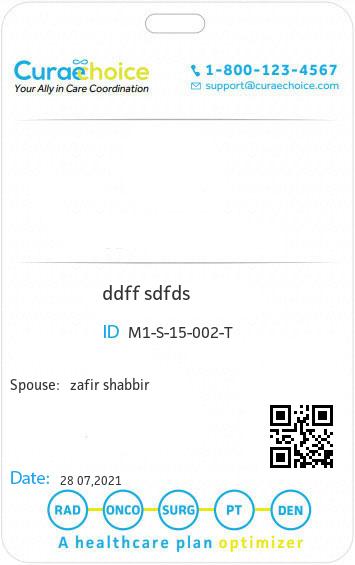 Curaechoice
Your Ally in Care Coordination
1-800-123-4567
support@curaechoice.com
ddff sdfds
ID M1-S-15-002-T
Spouse: zafir shabbir
Date: 28 07,2021
RAD ONCO SURG PT DEN
A healthcare plan optimizer